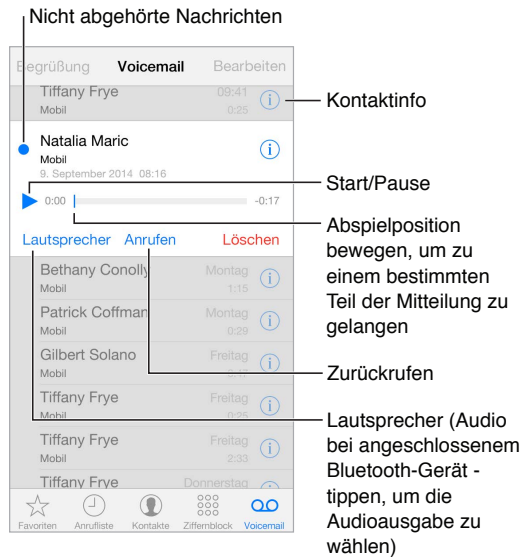 Nicht abgehörte Nachrichten
Begrüßung Voicemail Bearbeiten
Tiffany Frye 09:41
Mobil 0:25
Kontaktinfo
Natalia Maric
Mobil
9. September 2014 08:16
0:00 -0:17
Start/Pause
Lautsprecher Anrufen Löschen
Abspielposition
bewegen, um zu
einem bestimmten
Teil der Mitteilung zu
gelangen
Bethany Conolly Montag
Mobil 1:15
Patrick Coffman Montag
Mobil 0:29
Gilbert Solano Freitag
Mobil 0:47
Zurückrufen
Tiffany Frye Freitag
Mobil 0:25
Tiffany Frye Freitag
Mobil 2:33
Tiffany Frye Donnerstag
Lautsprecher (Audio
bei angeschlossenem
Bluetooth-Gerät -
tippen, um die
Audioausgabe zu
wählen)
Favoriten Anrufliste Kontakte Ziffernblock Voicemail